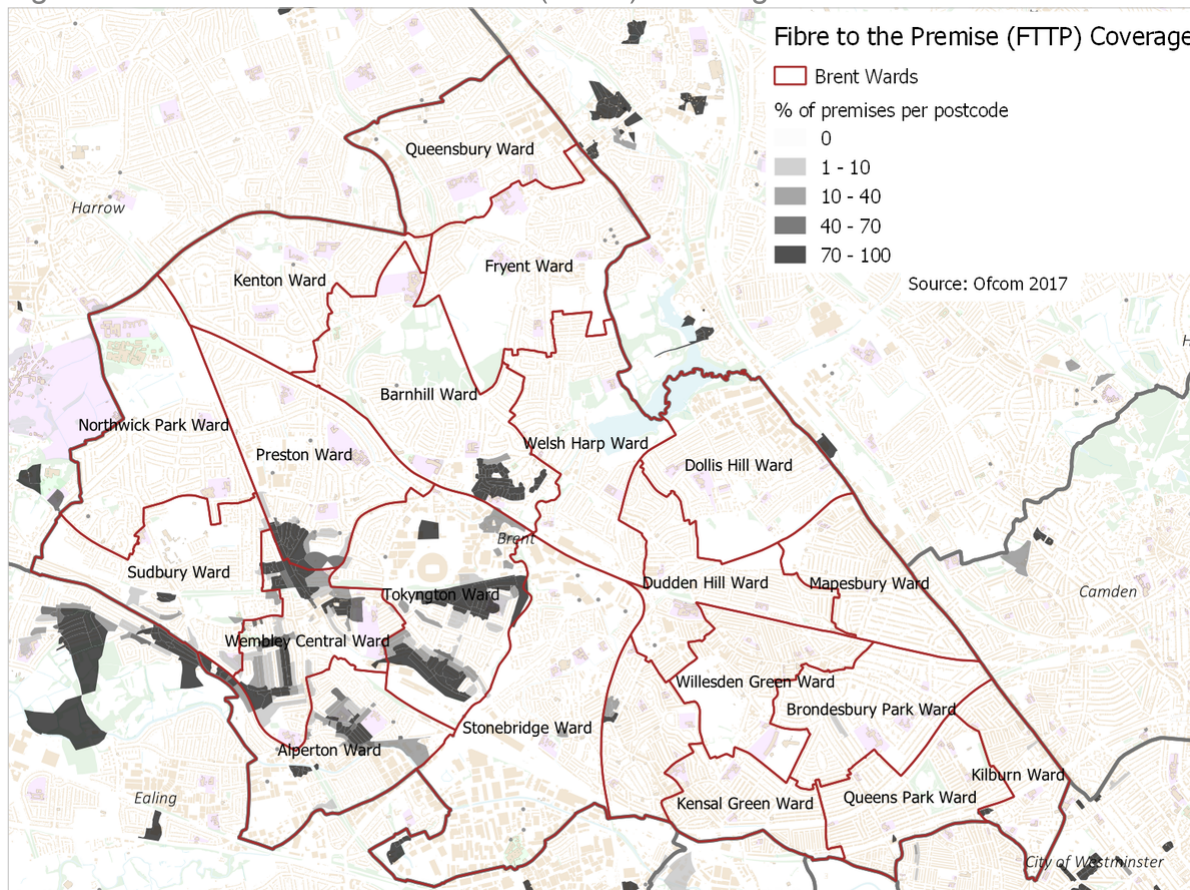 Fibre to the Premise (FTTP) Coverage
Brent Wards
% of premises per postcode
0
1 - 10
10 - 40
40 - 70
70 - 100
Source: Ofcom 2017
Queensbury Ward
Harrow
Kenton Ward
Fryent Ward
Barnhill Ward
Northwick Park Ward
Preston Ward
Welsh Harp Ward
Dollis Hill Ward
Brent
Sudbury Ward
Tokyngton Ward
Dudden Hill Ward
Mapesbury Ward
Camden
Wembley Central Ward
Willesden Green Ward
Brondesbury Park Ward
Stonebridge Ward
Alperton Ward
Kilburn Ward
Ealing
Kensal Green Ward
Queens Park Ward
City of Westminster